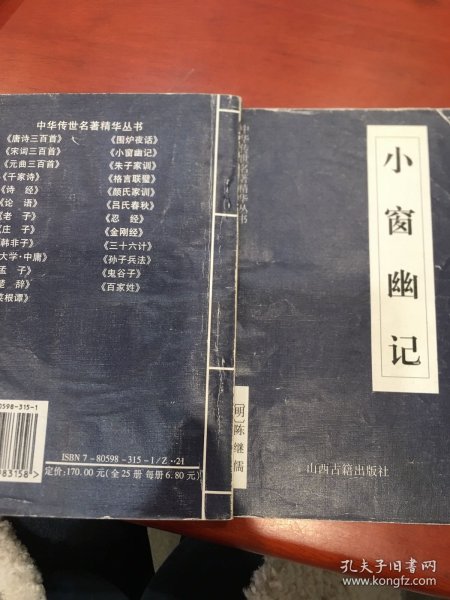 中华传世名著精华丛书
《唐诗三百首》
《宋词三百首》
《元曲三百首》
《千家诗》
《诗 经》
《论 语》
《老 子》
《庄 子》
《韩非子》
大学·中庸》
孟 子》
楚 辞》
菜根谭》
《围炉夜话》
《小窗幽记》
《朱子家训》
《格言联璧》
《颜氏家训》
《吕氏春秋》
《忍 经》
《金刚经》
《三十六计》
《孙子兵法》
《鬼谷子》
《百家姓》
0598-315-1
983158>
ISBN 7-80598-315-1/Z·21
定价:170.00元(全25册 每册6.80元)
中华传世名著精华丛书
小窗幽记
[明]陈继儒
山西古籍出版社
孔夫子旧书网
www.kongfz.com